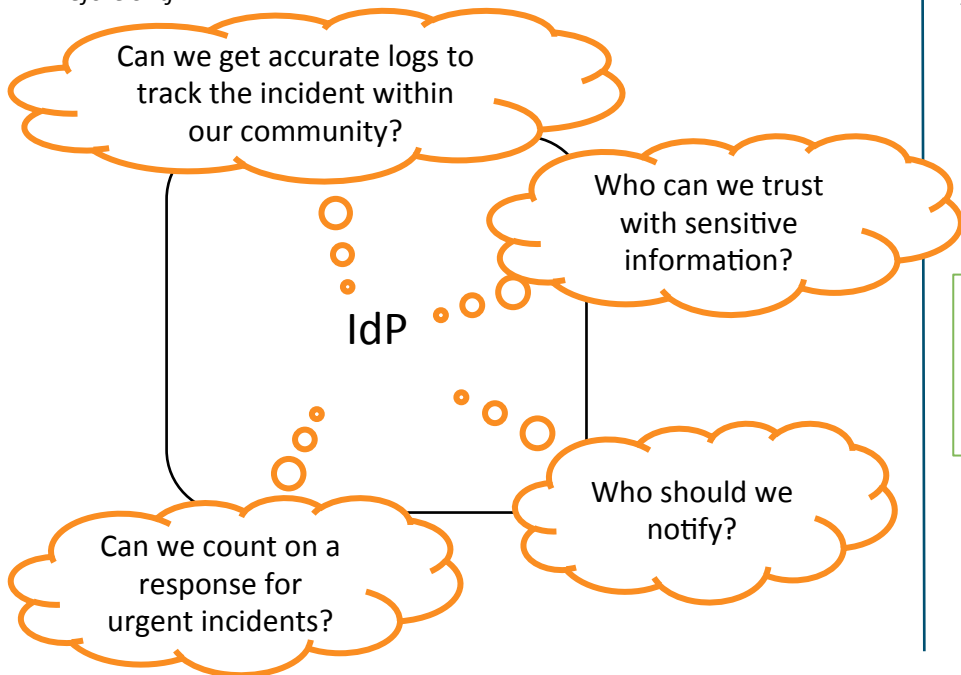 Can we get accurate logs to
track the incident within
our community?
Who can we trust
with sensitive
information?
IdP
Who should we
notify?
Can we count on a
response for
urgent incidents?